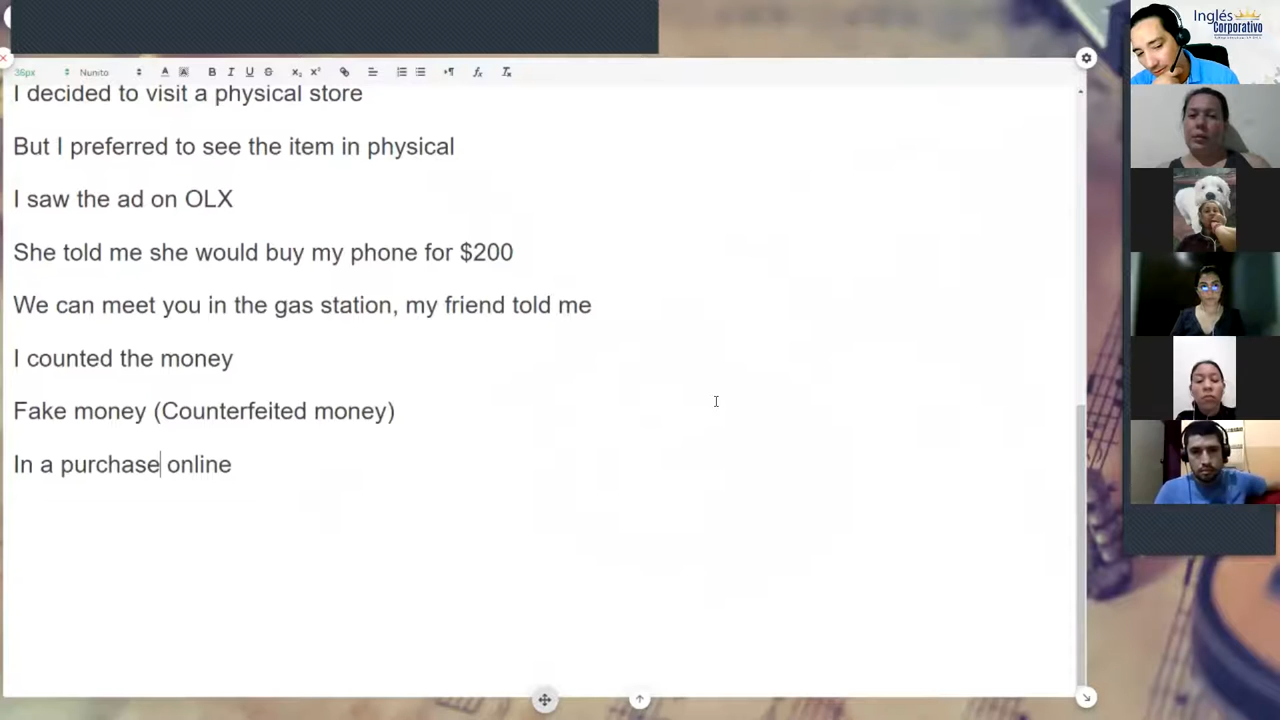 Inglés
Corporativo
36px Nunito
I decided to visit a physical store
But I preferred to see the item in physical
I saw the ad on OLX
She told me she would buy my phone for $200
We can meet you in the gas station, my friend told me
I counted the money
Fake money (Counterfeited money)
In a purchase online